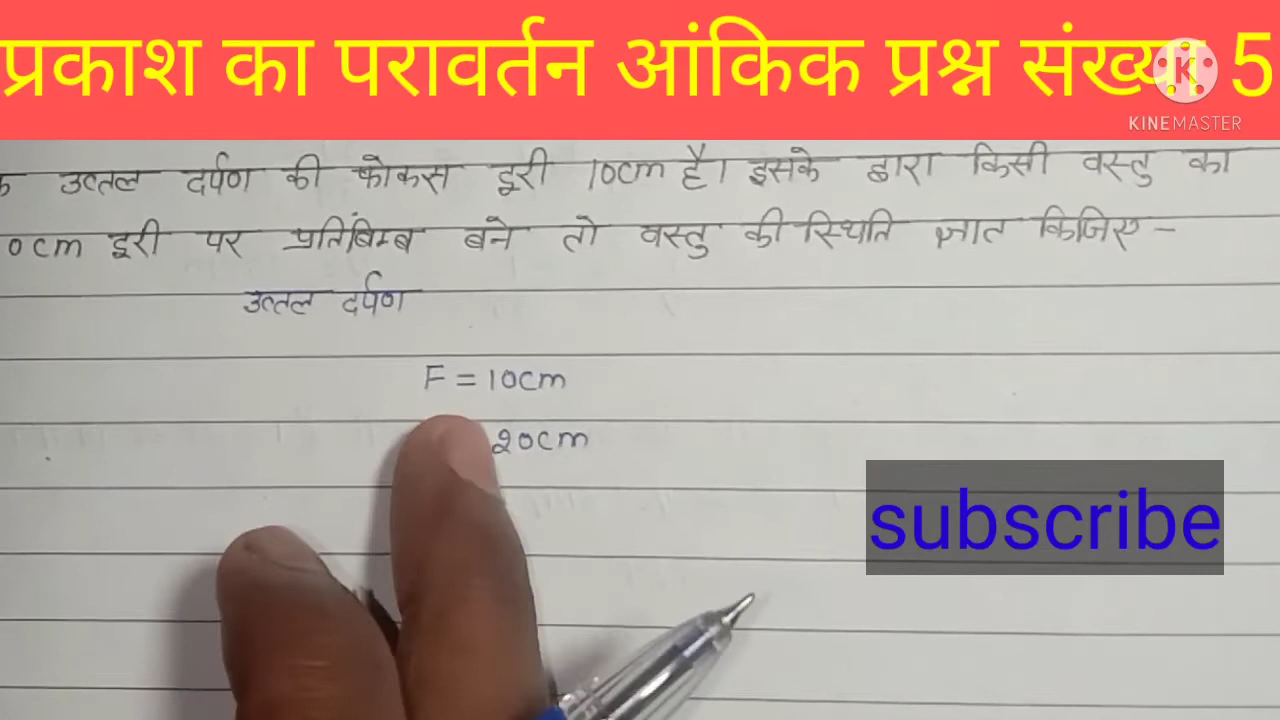 प्रकाश का परावर्तन आंकिक प्रश्न संख्या 5
KINEMASTER
उत्तल दर्पण की फोकस दूरी 10cm है। इसके द्वारा किसी वस्तु का
0cm दूरी पर प्रतिबिम्ब बने तो वस्तु की स्थिति ज्ञात किजिए -
उत्तल दर्पण
F = 10cm
20cm
subscribe